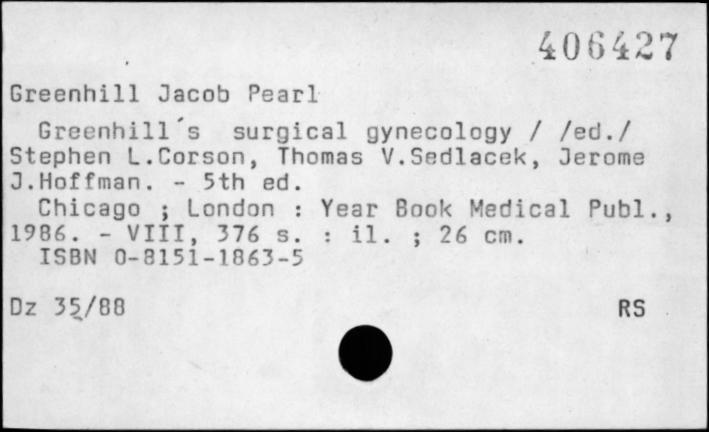 406427
Greenhill Jacob Pearl
Greenhill´s surgical gynecology / /ed./
Stephen L.Corson, Thomas V.Sedlacek, Jerome
J.Hoffman. - 5th ed.
Chicago ; London : Year Book Medical Publ.,
1986. - VIII, 376 s. : il. ; 26 cm.
ISBN 0-8151-1863-5
Dz 35/88 RS